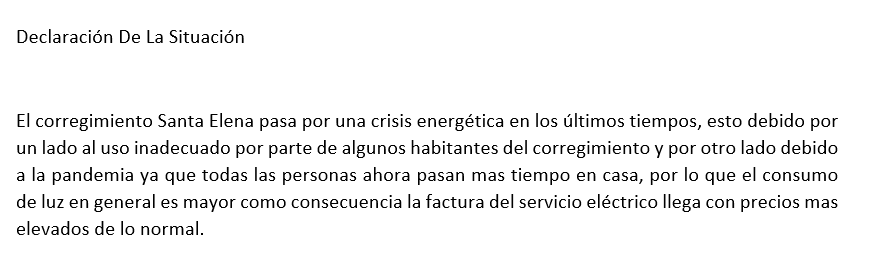 Declaración De La Situación
El corregimiento Santa Elena pasa por una crisis energética en los últimos tiempos, esto debido por
un lado al uso inadecuado por parte de algunos habitantes del corregimiento y por otro lado debido
a la pandemia ya que todas las personas ahora pasan mas tiempo en casa, por lo que el consumo
de luz en general es mayor como consecuencia la factura del servicio eléctrico llega con precios mas
elevados de lo normal.